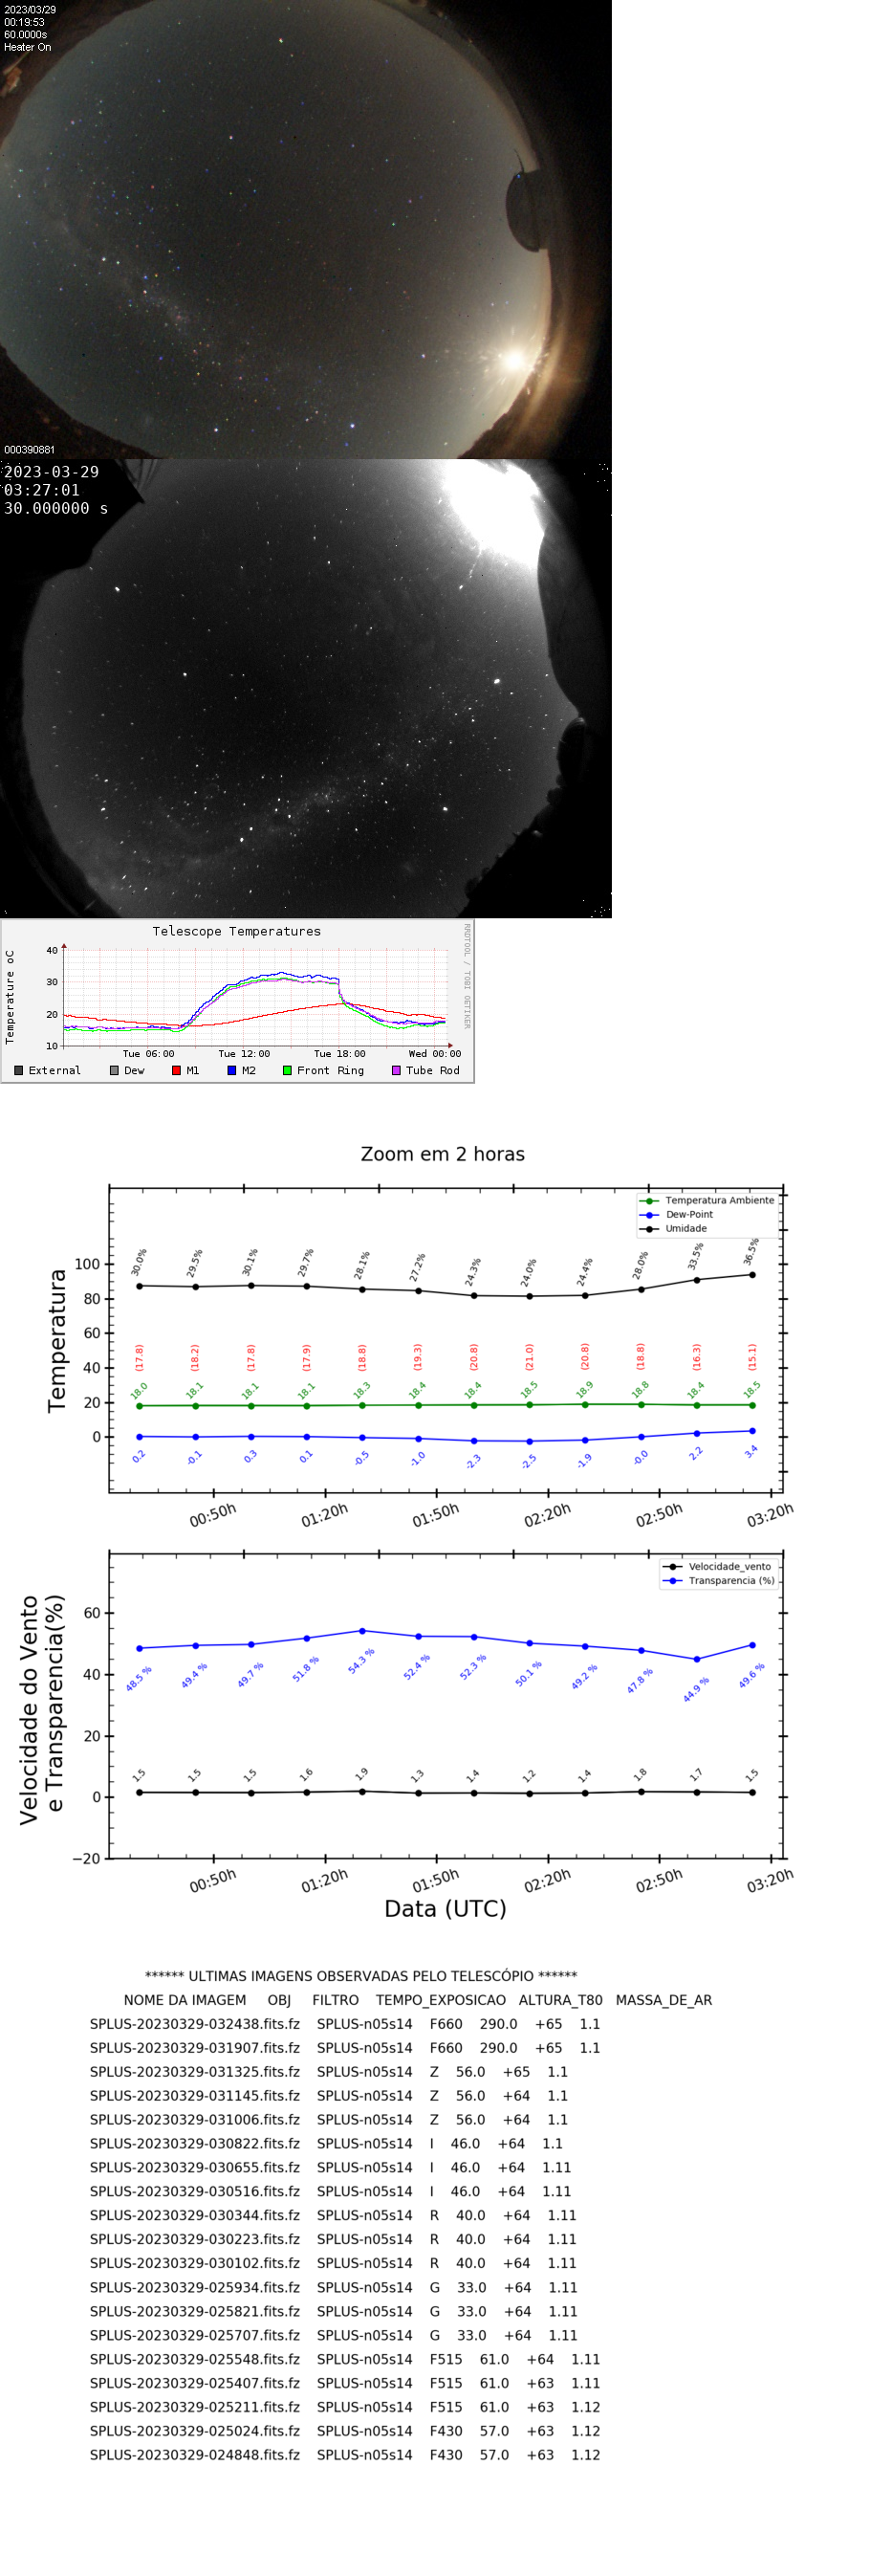 2023/03/29
00:19:53
60.0000s
Heater On
000390881
2023-03-29
03:27:01
30.000000 s
Telescope Temperatures
RRDTOOL / TOBI OETIKER
Temperature oC
40
30
20
10
Tue 06:00 Tue 12:00 Tue 18:00 Wed 00:00
External Dew M1 M2 Front Ring Tube Rod
Zoom em 2 horas
Temperatura Ambiente
Dew-Point
Umidade
Temperatura
100
80
60
40
20
0
30.0% 29.5% 30.1% 29.7% 28.1% 27.2% 24.3% 24.0% 24.4% 28.0% 33.5% 36.5%
(17.8) (18.2) (17.8) (17.9) (18.8) (19.3) (20.8) (21.0) (20.8) (18.8) (16.3) (15.1)
18.0 18.1 18.1 18.1 18.3 18.4 18.4 18.5 18.9 18.8 18.4 18.5
0.2 -0.1 0.3 0.1 -0.5 -1.0 -2.3 -2.5 -1.9 -0.0 2.2 3.4
00:50h 01:20h 01:50h 02:20h 02:50h 03:20h
Velocidade_vento
Transparencia (%)
Velocidade do Vento
e Transparencia(%)
60
40
20
0
−20
48.5 % 49.4 % 49.7 % 51.8 % 54.3 % 52.4 % 52.3 % 50.1 % 49.2 % 47.8 % 44.9 % 49.6 %
1.5 1.5 1.5 1.6 1.9 1.3 1.4 1.2 1.4 1.8 1.7 1.5
00:50h 01:20h 01:50h 02:20h 02:50h 03:20h
Data (UTC)
****** ULTIMAS IMAGENS OBSERVADAS PELO TELESCÓPIO ******
NOME DA IMAGEM OBJ FILTRO TEMPO_EXPOSICAO ALTURA_T80 MASSA_DE_AR
SPLUS-20230329-032438.fits.fz SPLUS-n05s14 F660 290.0 +65 1.1
SPLUS-20230329-031907.fits.fz SPLUS-n05s14 F660 290.0 +65 1.1
SPLUS-20230329-031325.fits.fz SPLUS-n05s14 Z 56.0 +65 1.1
SPLUS-20230329-031145.fits.fz SPLUS-n05s14 Z 56.0 +64 1.1
SPLUS-20230329-031006.fits.fz SPLUS-n05s14 Z 56.0 +64 1.1
SPLUS-20230329-030822.fits.fz SPLUS-n05s14 I 46.0 +64 1.1
SPLUS-20230329-030655.fits.fz SPLUS-n05s14 I 46.0 +64 1.11
SPLUS-20230329-030516.fits.fz SPLUS-n05s14 I 46.0 +64 1.11
SPLUS-20230329-030344.fits.fz SPLUS-n05s14 R 40.0 +64 1.11
SPLUS-20230329-030223.fits.fz SPLUS-n05s14 R 40.0 +64 1.11
SPLUS-20230329-030102.fits.fz SPLUS-n05s14 R 40.0 +64 1.11
SPLUS-20230329-025934.fits.fz SPLUS-n05s14 G 33.0 +64 1.11
SPLUS-20230329-025821.fits.fz SPLUS-n05s14 G 33.0 +64 1.11
SPLUS-20230329-025707.fits.fz SPLUS-n05s14 G 33.0 +64 1.11
SPLUS-20230329-025548.fits.fz SPLUS-n05s14 F515 61.0 +64 1.11
SPLUS-20230329-025407.fits.fz SPLUS-n05s14 F515 61.0 +63 1.11
SPLUS-20230329-025211.fits.fz SPLUS-n05s14 F515 61.0 +63 1.12
SPLUS-20230329-025024.fits.fz SPLUS-n05s14 F430 57.0 +63 1.12
SPLUS-20230329-024848.fits.fz SPLUS-n05s14 F430 57.0 +63 1.12